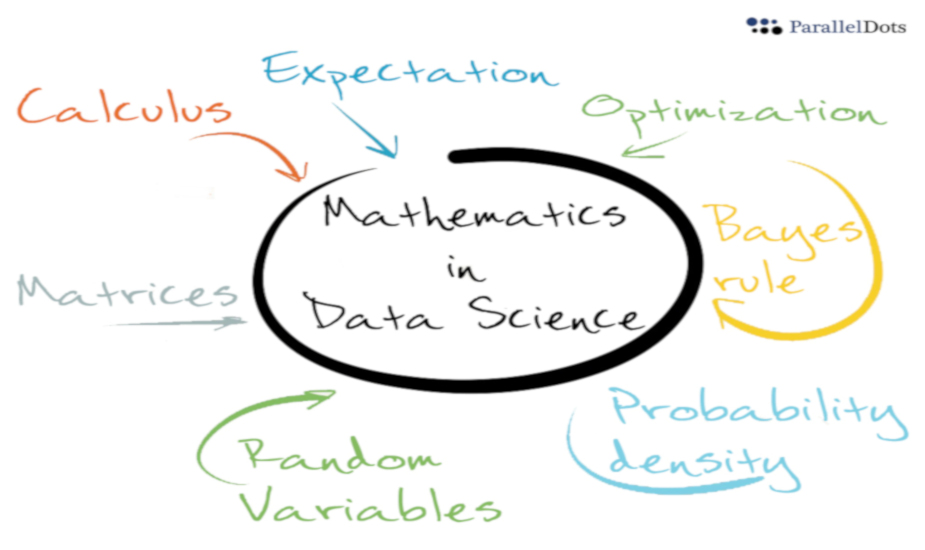 ParallelDots
Expectation
Calculus
Optimization
Mathematics
in
Data Science
Bayes
rule
Matrices
Probability
density
Random
Variables